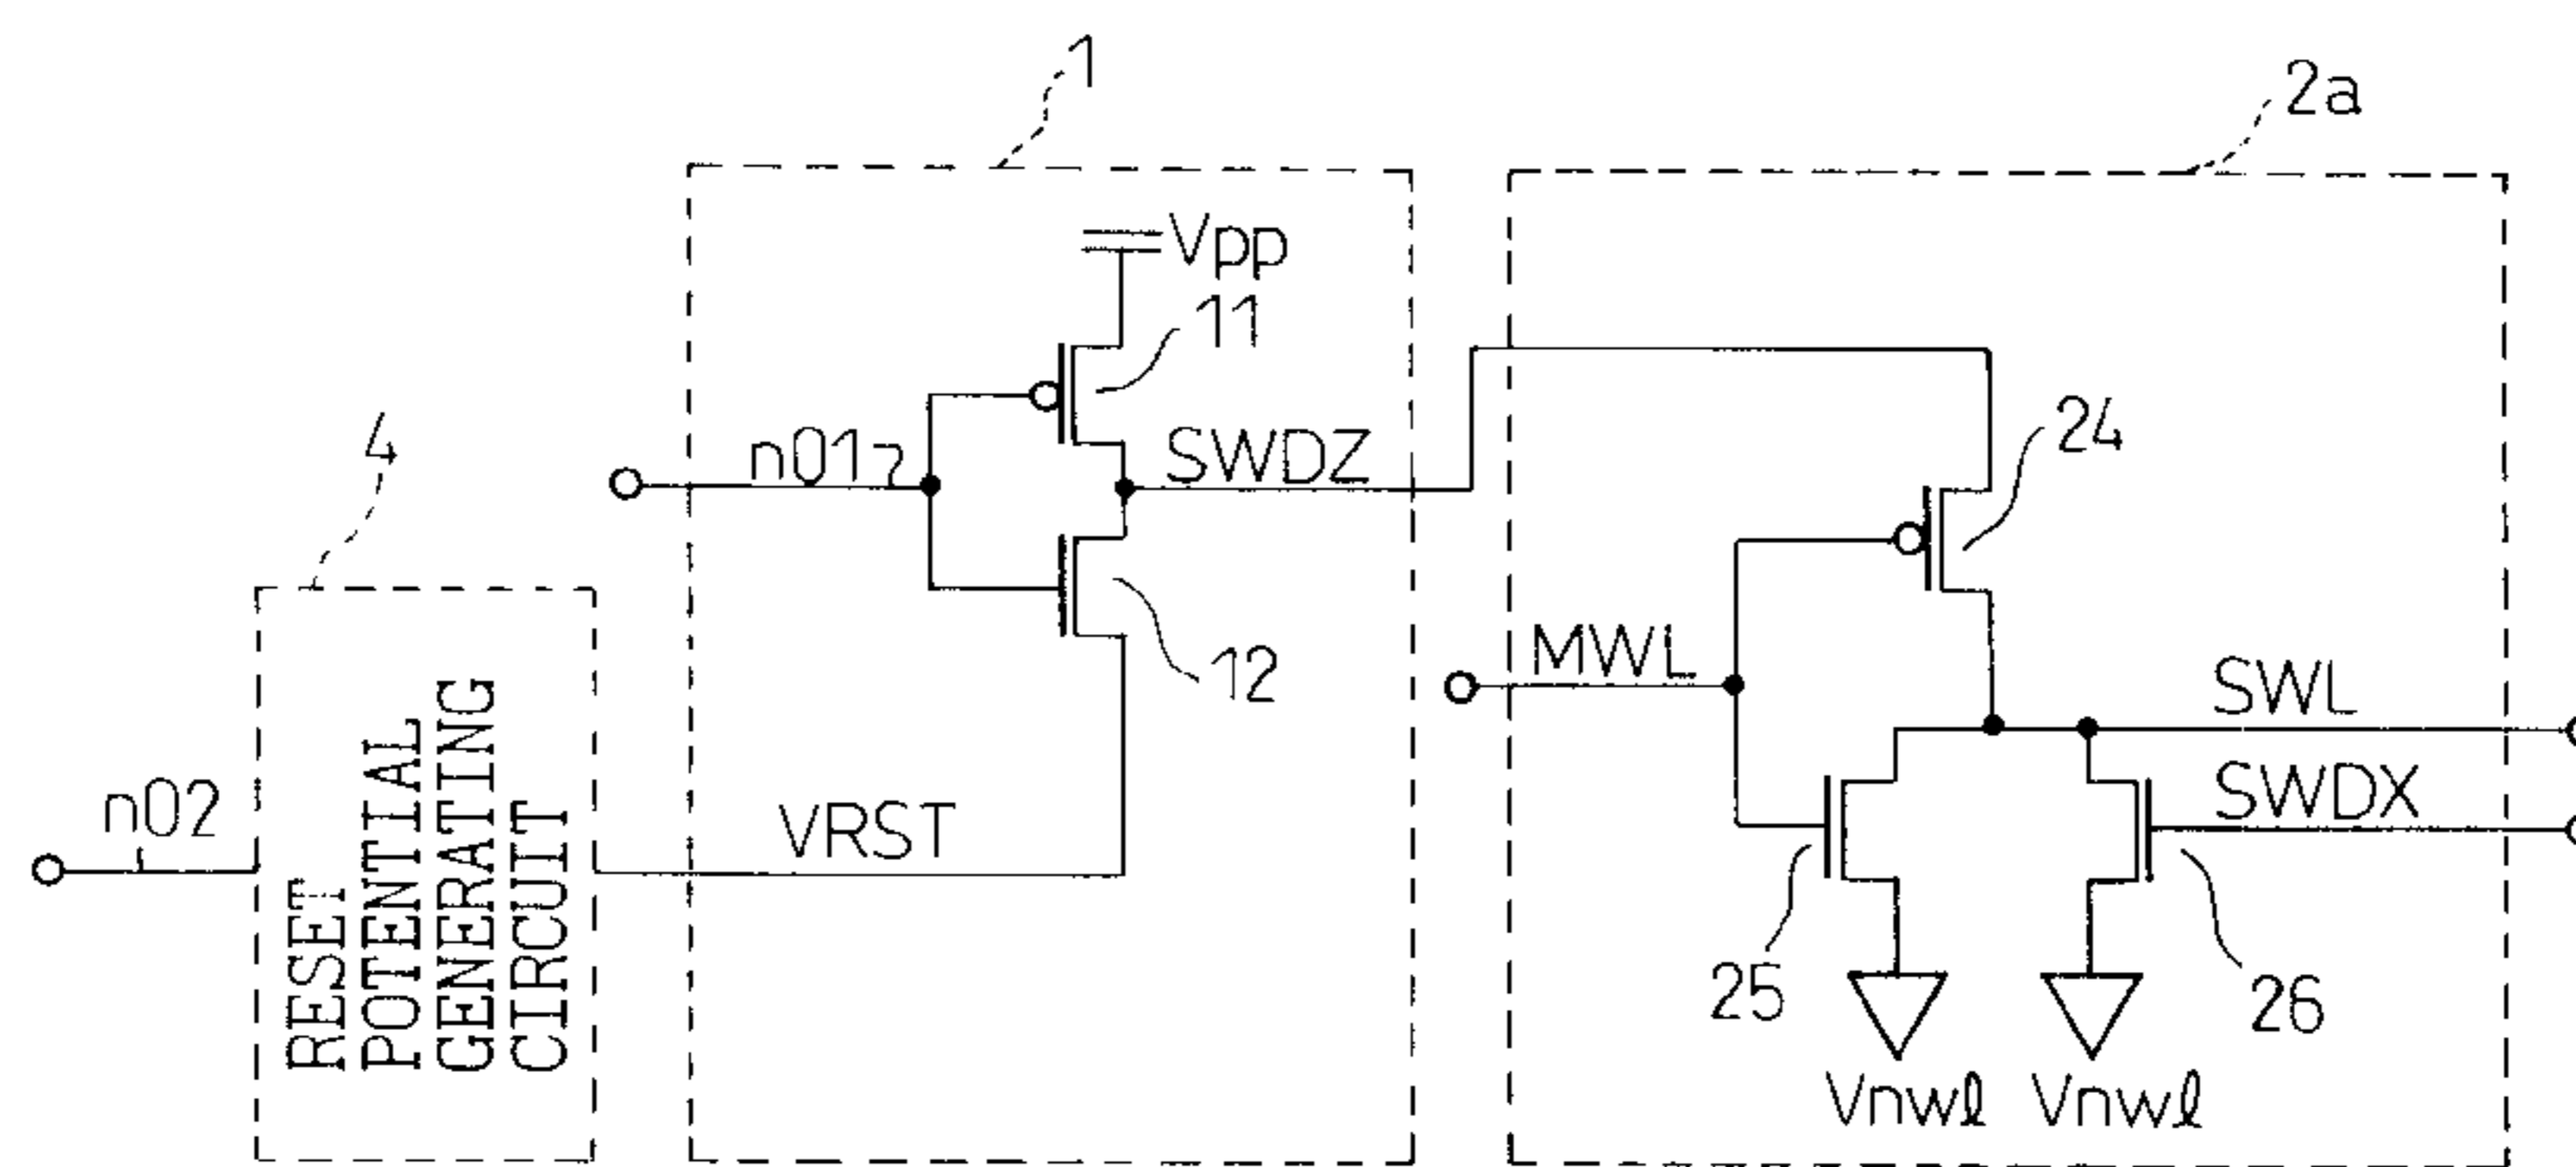 1
2a
Vpp
11
4
n01
SWDZ
24
12
MWL
SWL
n02
VRST
SWDX
RESET
POTENTIAL
GENERATING
CIRCUIT
25
26
Vnwl
Vnwl